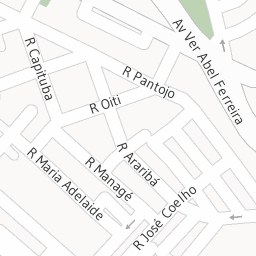 Av Ver Abel Ferreira
R Capituba
R Pantojo
R Oiti
R Araribá
R Managé
R Maria Adelaide
R José Coelho